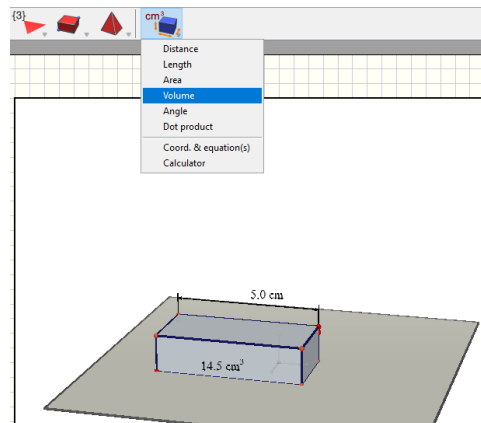 {3}
cm³
Distance
Length
Area
Volume
Angle
Dot product
Coord. & equation(s)
Calculator
5.0 cm
14.5 cm³